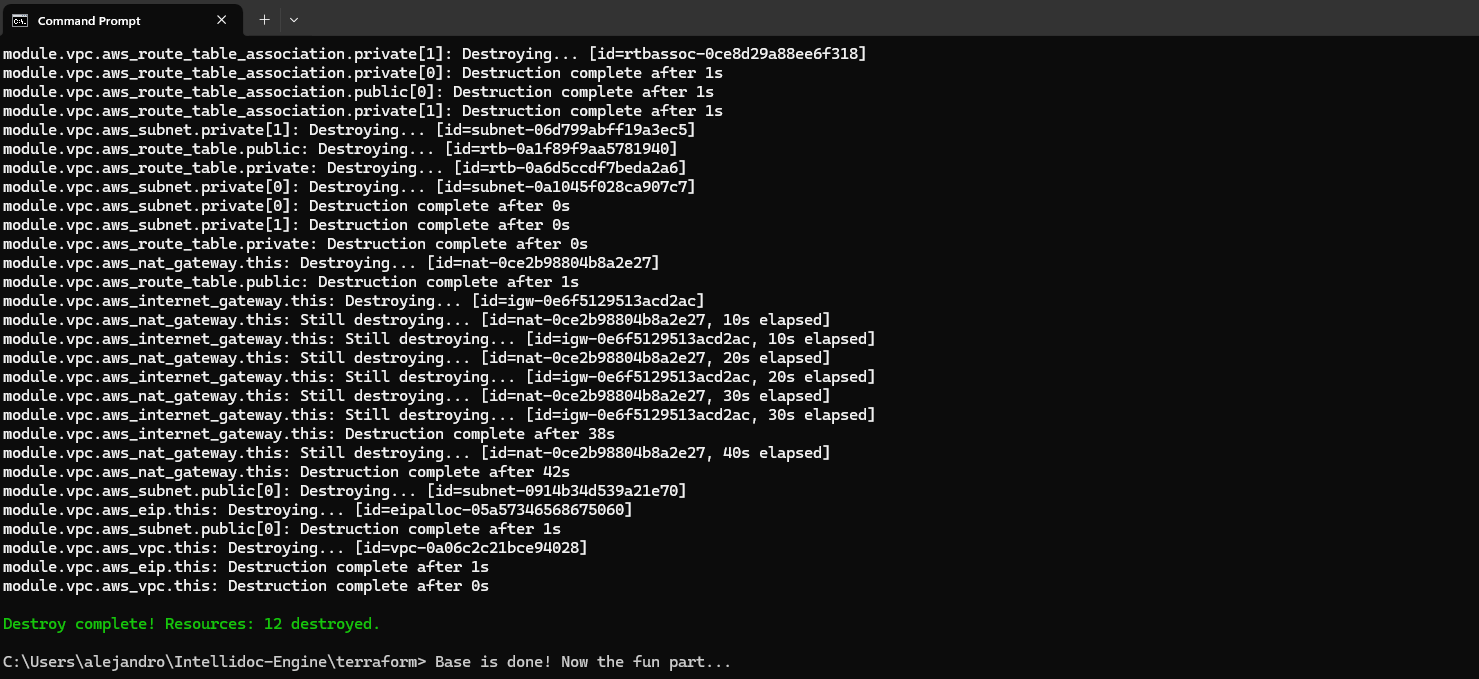 Command Prompt
module.vpc.aws_route_table_association.private[1]: Destroying... [id=rtbassoc-0ce8d29a88ee6f318]
module.vpc.aws_route_table_association.private[0]: Destruction complete after 1s
module.vpc.aws_route_table_association.public[0]: Destruction complete after 1s
module.vpc.aws_route_table_association.private[1]: Destruction complete after 1s
module.vpc.aws_subnet.private[1]: Destroying... [id=subnet-06d799abff19a3ec5]
module.vpc.aws_route_table.public: Destroying... [id=rtb-0a1f89f9aa5781940]
module.vpc.aws_route_table.private: Destroying... [id=rtb-0a6d5ccdf7beda2a6]
module.vpc.aws_subnet.private[0]: Destroying... [id=subnet-0a1045f028ca907c7]
module.vpc.aws_subnet.private[0]: Destruction complete after 0s
module.vpc.aws_subnet.private[1]: Destruction complete after 0s
module.vpc.aws_route_table.private: Destruction complete after 0s
module.vpc.aws_nat_gateway.this: Destroying... [id=nat-0ce2b98804b8a2e27]
module.vpc.aws_route_table.public: Destruction complete after 1s
module.vpc.aws_internet_gateway.this: Destroying... [id=igw-0e6f5129513acd2ac]
module.vpc.aws_nat_gateway.this: Still destroying... [id=nat-0ce2b98804b8a2e27, 10s elapsed]
module.vpc.aws_internet_gateway.this: Still destroying... [id=igw-0e6f5129513acd2ac, 10s elapsed]
module.vpc.aws_nat_gateway.this: Still destroying... [id=nat-0ce2b98804b8a2e27, 20s elapsed]
module.vpc.aws_internet_gateway.this: Still destroying... [id=igw-0e6f5129513acd2ac, 20s elapsed]
module.vpc.aws_nat_gateway.this: Still destroying... [id=nat-0ce2b98804b8a2e27, 30s elapsed]
module.vpc.aws_internet_gateway.this: Still destroying... [id=igw-0e6f5129513acd2ac, 30s elapsed]
module.vpc.aws_internet_gateway.this: Destruction complete after 38s
module.vpc.aws_nat_gateway.this: Still destroying... [id=nat-0ce2b98804b8a2e27, 40s elapsed]
module.vpc.aws_nat_gateway.this: Destruction complete after 42s
module.vpc.aws_subnet.public[0]: Destroying... [id=subnet-0914b34d539a21e70]
module.vpc.aws_eip.this: Destroying... [id=eipalloc-05a57346568675060]
module.vpc.aws_subnet.public[0]: Destruction complete after 1s
module.vpc.aws_vpc.this: Destroying... [id=vpc-0a06c2c21bce94028]
module.vpc.aws_eip.this: Destruction complete after 1s
module.vpc.aws_vpc.this: Destruction complete after 0s
Destroy complete! Resources: 12 destroyed.
C:\Users\alejandro\Intellidoc-Engine\terraform> Base is done! Now the fun part...